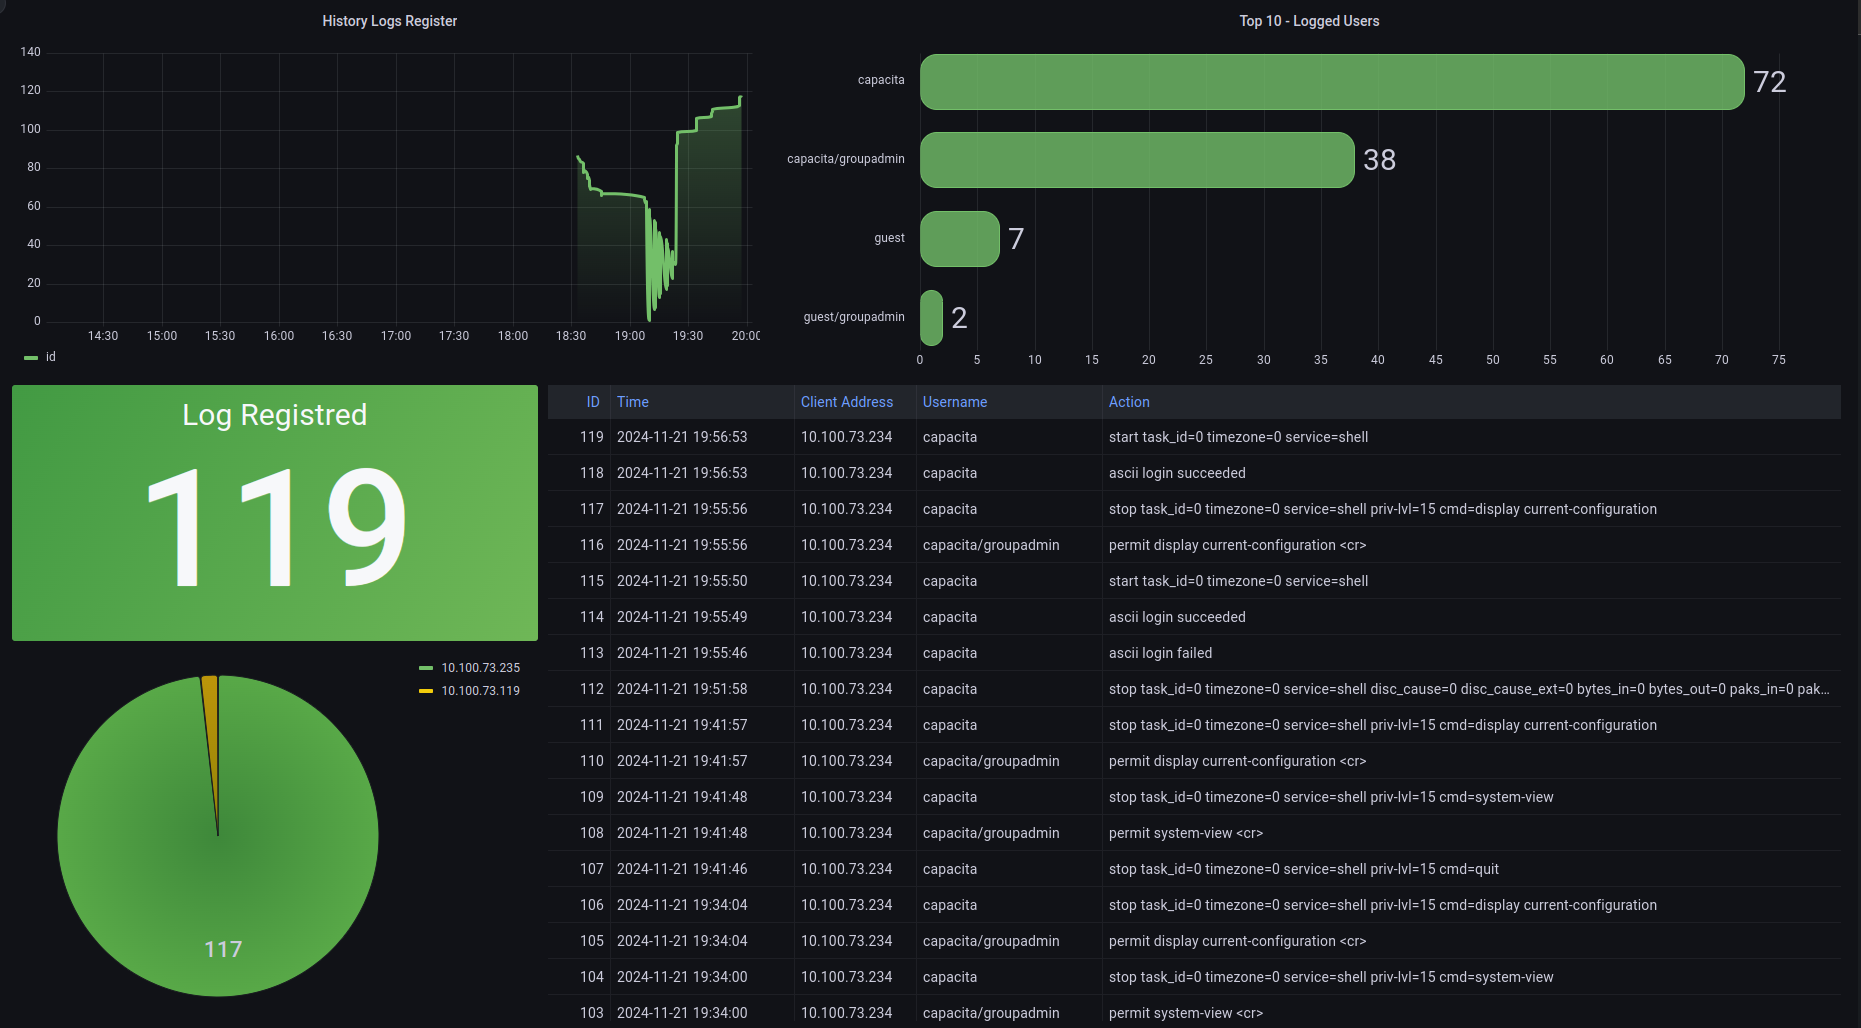 History Logs Register
140
120
100
80
60
40
20
0
14:30 15:00 15:30 16:00 16:30 17:00 17:30 18:00 18:30 19:00 19:30 20:00
id
Top 10 - Logged Users
capacita 72
capacita/groupadmin 38
guest 7
guest/groupadmin 2
0 5 10 15 20 25 30 35 40 45 50 55 60 65 70 75
Log Registred
119
10.100.73.235
10.100.73.119
117
ID Time Client Address Username Action
119 2024-11-21 19:56:53 10.100.73.234 capacita start task_id=0 timezone=0 service=shell
118 2024-11-21 19:56:53 10.100.73.234 capacita ascii login succeeded
117 2024-11-21 19:55:56 10.100.73.234 capacita stop task_id=0 timezone=0 service=shell priv-lvl=15 cmd=display current-configuration
116 2024-11-21 19:55:56 10.100.73.234 capacita/groupadmin permit display current-configuration <cr>
115 2024-11-21 19:55:50 10.100.73.234 capacita start task_id=0 timezone=0 service=shell
114 2024-11-21 19:55:49 10.100.73.234 capacita ascii login succeeded
113 2024-11-21 19:55:46 10.100.73.234 capacita ascii login failed
112 2024-11-21 19:51:58 10.100.73.234 capacita stop task_id=0 timezone=0 service=shell disc_cause=0 disc_cause_ext=0 bytes_in=0 bytes_out=0 paks_in=0 pak...
111 2024-11-21 19:41:57 10.100.73.234 capacita stop task_id=0 timezone=0 service=shell priv-lvl=15 cmd=display current-configuration
110 2024-11-21 19:41:57 10.100.73.234 capacita/groupadmin permit display current-configuration <cr>
109 2024-11-21 19:41:48 10.100.73.234 capacita stop task_id=0 timezone=0 service=shell priv-lvl=15 cmd=system-view
108 2024-11-21 19:41:48 10.100.73.234 capacita/groupadmin permit system-view <cr>
107 2024-11-21 19:41:46 10.100.73.234 capacita stop task_id=0 timezone=0 service=shell priv-lvl=15 cmd=quit
106 2024-11-21 19:34:04 10.100.73.234 capacita stop task_id=0 timezone=0 service=shell priv-lvl=15 cmd=display current-configuration
105 2024-11-21 19:34:04 10.100.73.234 capacita/groupadmin permit display current-configuration <cr>
104 2024-11-21 19:34:00 10.100.73.234 capacita stop task_id=0 timezone=0 service=shell priv-lvl=15 cmd=system-view
103 2024-11-21 19:34:00 10.100.73.234 capacita/groupadmin permit system-view <cr>